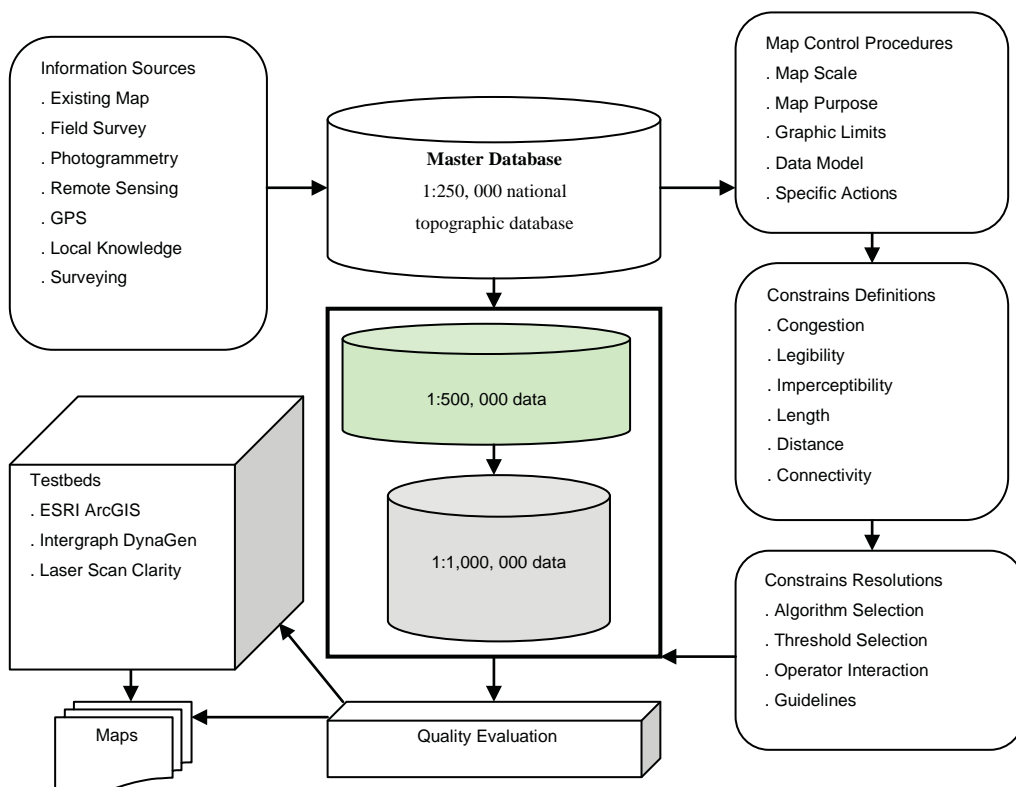 Information Sources
. Existing Map
. Field Survey
. Photogrammetry
. Remote Sensing
. GPS
. Local Knowledge
. Surveying
Master Database
1:250, 000 national
topographic database
Map Control Procedures
. Map Scale
. Map Purpose
. Graphic Limits
. Data Model
. Specific Actions
Constrains Definitions
. Congestion
. Legibility
. Imperceptibility
. Length
. Distance
. Connectivity
1:500, 000 data
1:1,000, 000 data
Testbeds
. ESRI ArcGIS
. Intergraph DynaGen
. Laser Scan Clarity
Constrains Resolutions
. Algorithm Selection
. Threshold Selection
. Operator Interaction
. Guidelines
Maps
Quality Evaluation